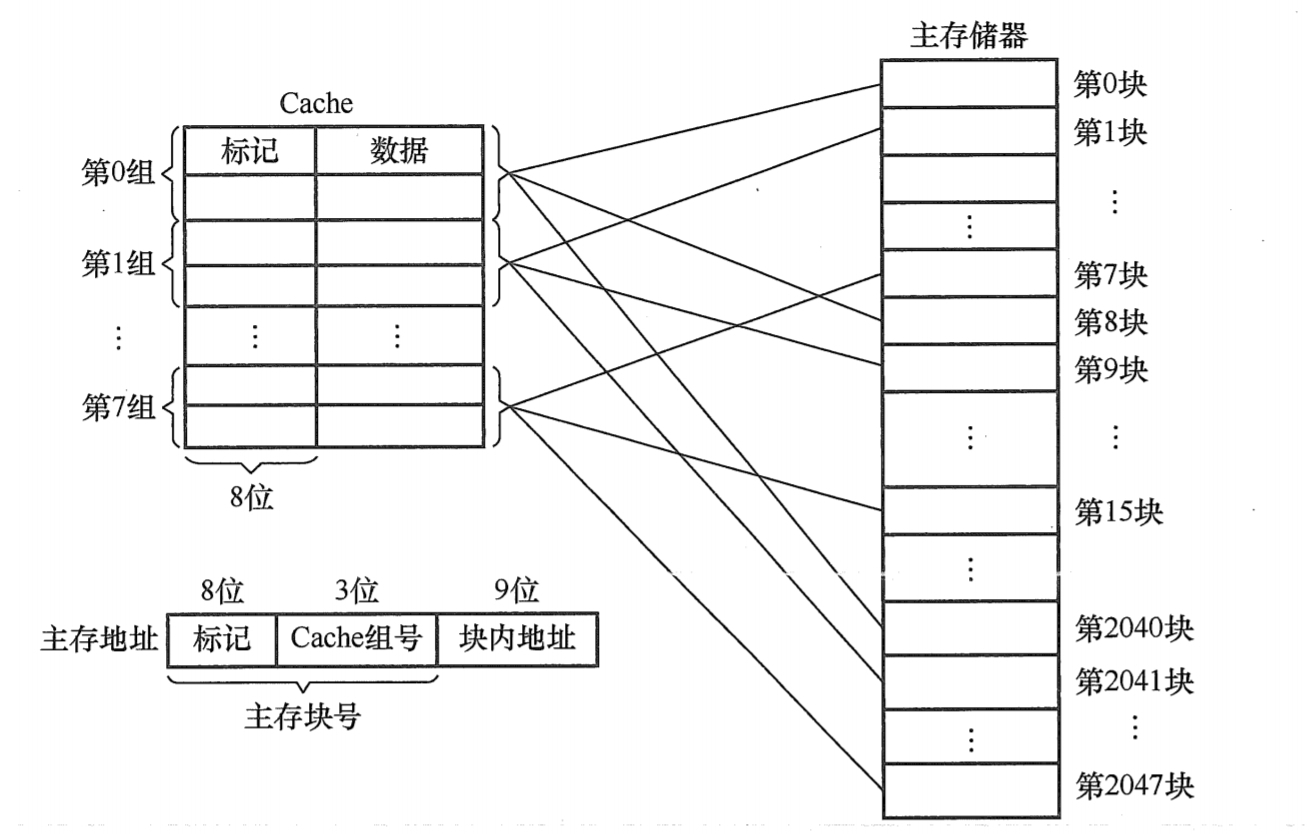 主存储器
第0块
Cache
第1块
标记 数据
第0组
⋮
⋮
第1组
第7块
⋮ ⋮ ⋮
第8块
第9块
第7组
⋮ ⋮
8位
第15块
⋮
8位 3位 9位
主存地址 标记 Cache组号 块内地址
第2040块
主存块号
第2041块
⋮ ⋮
第2047块